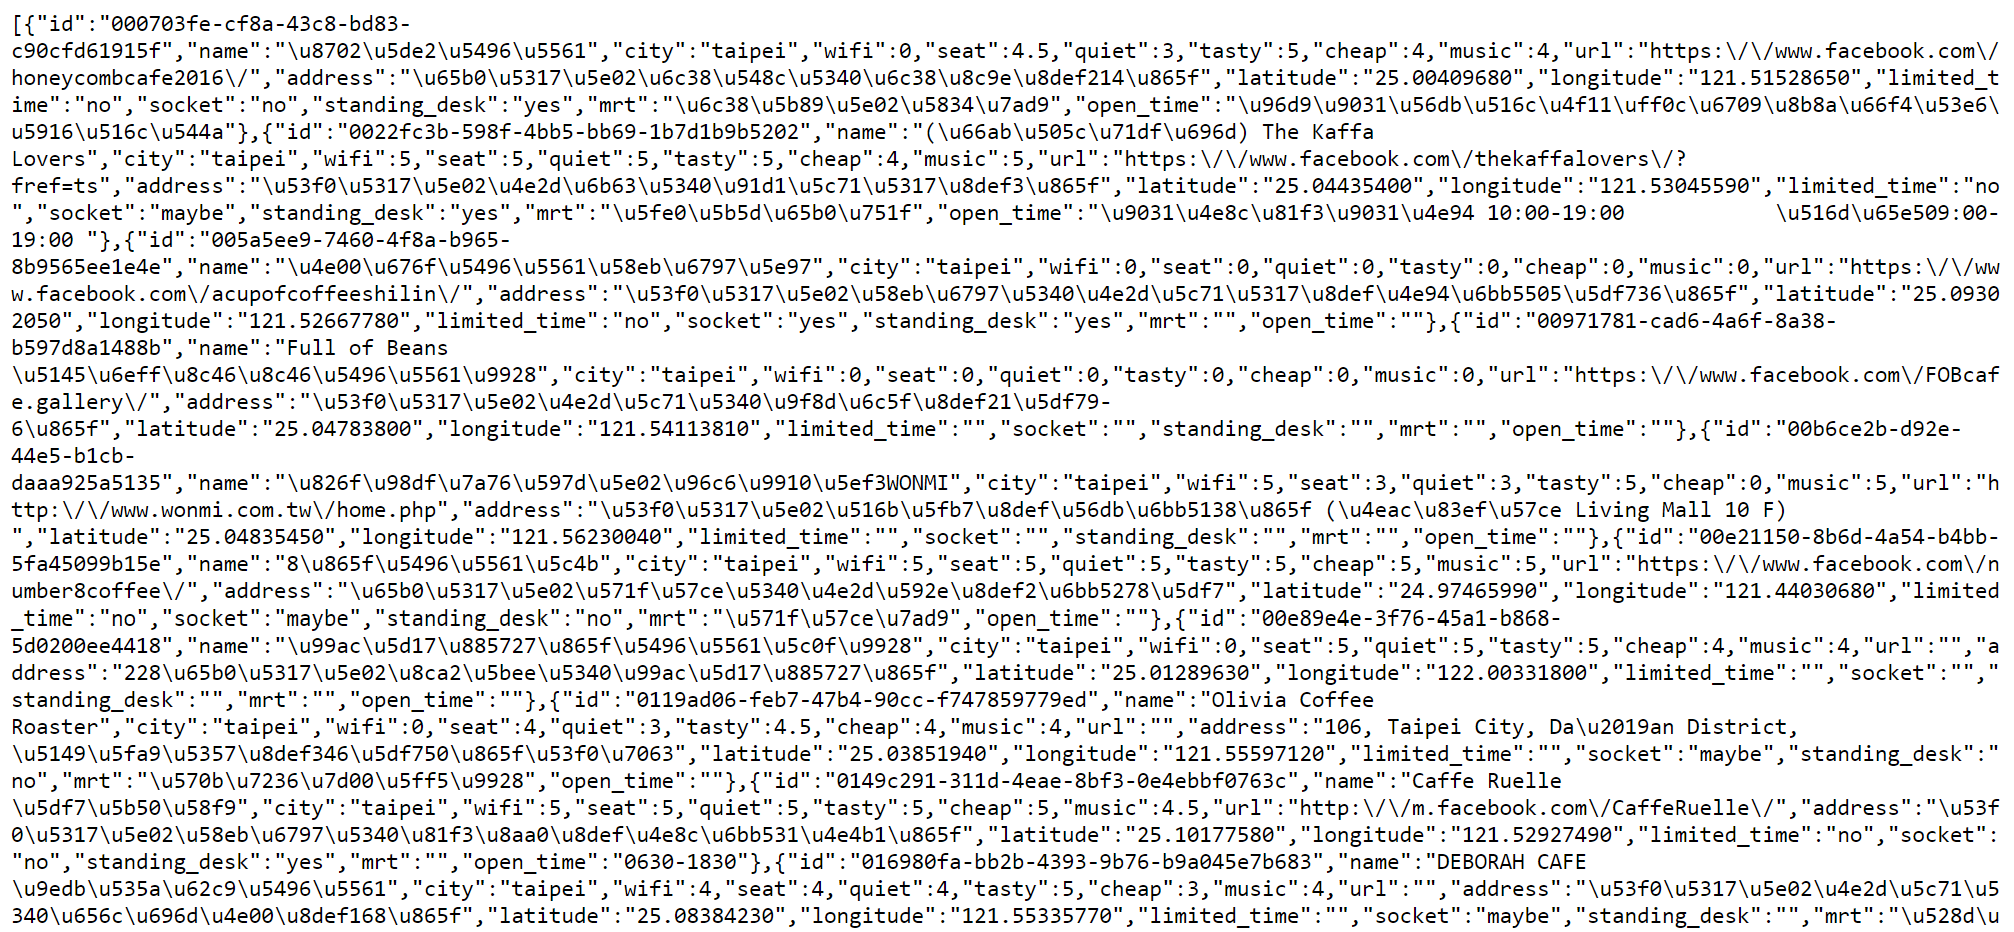 [{"id":"000703fe-cf8a-43c8-bd83-
c90cfd61915f","name":"\u8702\u5de2\u5496\u5561","city":"taipei","wifi":0,"seat":4.5,"quiet":3,"tasty":5,"cheap":4,"music":4,"url":"https:\/\/www.facebook.com\/
honeycombcafe2016\/","address":"\u65b0\u5317\u5e02\u6c38\u548c\u5340\u6c38\u8c9e\u8def214\u865f","latitude":"25.00409680","longitude":"121.51528650","limited_t
ime":"no","socket":"no","standing_desk":"yes","mrt":"\u6c38\u5b89\u5e02\u5834\u7ad9","open_time":"\u96d9\u9031\u56db\u516c\u4f11\uff0c\u6709\u8b8a\u66f4\u53e6\
u5916\u516c\u544a"},{"id":"0022fc3b-598f-4bb5-bb69-1b7d1b9b5202","name":"(\u66ab\u505c\u71df\u696d) The Kaffa
Lovers","city":"taipei","wifi":5,"seat":5,"quiet":5,"tasty":5,"cheap":4,"music":5,"url":"https:\/\/www.facebook.com\/thekaffalovers\/?
fref=ts","address":"\u53f0\u5317\u5e02\u4e2d\u6b63\u5340\u91d1\u5c71\u5317\u8def3\u865f","latitude":"25.04435400","longitude":"121.53045590","limited_time":"no
","socket":"maybe","standing_desk":"yes","mrt":"\u5fe0\u5b5d\u65b0\u751f","open_time":"\u9031\u4e8c\u81f3\u9031\u4e94 10:00-19:00 \u516d\u65e509:00-
19:00 "},{"id":"005a5ee9-7460-4f8a-b965-
8b9565ee1e4e","name":"\u4e00\u676f\u5496\u5561\u58eb\u6797\u5e97","city":"taipei","wifi":0,"seat":0,"quiet":0,"tasty":0,"cheap":0,"music":0,"url":"https:\/\/ww
w.facebook.com\/acupofcoffeeshilin\/","address":"\u53f0\u5317\u5e02\u58eb\u6797\u5340\u4e2d\u5c71\u5317\u8def\u4e94\u6bb5505\u5df736\u865f","latitude":"25.0930
2050","longitude":"121.52667780","limited_time":"no","socket":"yes","standing_desk":"yes","mrt":"","open_time":""},{"id":"00971781-cad6-4a6f-8a38-
b597d8a1488b","name":"Full of Beans
\u5145\u6eff\u8c46\u8c46\u5496\u5561\u9928","city":"taipei","wifi":0,"seat":0,"quiet":0,"tasty":0,"cheap":0,"music":0,"url":"https:\/\/www.facebook.com\/FOBcaf
e.gallery\/","address":"\u53f0\u5317\u5e02\u4e2d\u5c71\u5340\u9f8d\u6c5f\u8def21\u5df79-
6\u865f","latitude":"25.04783800","longitude":"121.54113810","limited_time":"","socket":"","standing_desk":"","mrt":"","open_time":""},{"id":"00b6ce2b-d92e-
44e5-b1cb-
daaa925a5135","name":"\u826f\u98df\u7a76\u597d\u5e02\u96c6\u9910\u5ef3WONMI","city":"taipei","wifi":5,"seat":3,"quiet":3,"tasty":5,"cheap":0,"music":5,"url":"h
ttp:\/\/www.wonmi.com.tw\/home.php","address":"\u53f0\u5317\u5e02\u516b\u5fb7\u8def\u56db\u6bb5138\u865f (\u4eac\u83ef\u57ce Living Mall 10 F)
","latitude":"25.04835450","longitude":"121.56230040","limited_time":"","socket":"","standing_desk":"","mrt":"","open_time":""},{"id":"00e21150-8b6d-4a54-b4bb-
5fa45099b15e","name":"8\u865f\u5496\u5561\u5c4b","city":"taipei","wifi":5,"seat":5,"quiet":5,"tasty":5,"cheap":5,"music":5,"url":"https:\/\/www.facebook.com\/n
umber8coffee\/","address":"\u65b0\u5317\u5e02\u571f\u57ce\u5340\u4e2d\u592e\u8def2\u6bb5278\u5df7","latitude":"24.97465990","longitude":"121.44030680","limited
_time":"no","socket":"maybe","standing_desk":"no","mrt":"\u571f\u57ce\u7ad9","open_time":""},{"id":"00e89e4e-3f76-45a1-b868-
5d0200ee4418","name":"\u99ac\u5d17\u885727\u865f\u5496\u5561\u5c0f\u9928","city":"taipei","wifi":0,"seat":5,"quiet":5,"tasty":5,"cheap":4,"music":4,"url":"","a
ddress":"228\u65b0\u5317\u5e02\u8ca2\u5bee\u5340\u99ac\u5d17\u885727\u865f","latitude":"25.01289630","longitude":"122.00331800","limited_time":"","socket":"","
standing_desk":"","mrt":"","open_time":""},{"id":"0119ad06-feb7-47b4-90cc-f747859779ed","name":"Olivia Coffee
Roaster","city":"taipei","wifi":0,"seat":4,"quiet":3,"tasty":4.5,"cheap":4,"music":4,"url":"","address":"106, Taipei City, Da\u2019an District,
\u5149\u5fa9\u5357\u8def346\u5df750\u865f\u53f0\u7063","latitude":"25.03851940","longitude":"121.55597120","limited_time":"","socket":"maybe","standing_desk":"
no","mrt":"\u570b\u7236\u7d00\u5ff5\u9928","open_time":""},{"id":"0149c291-311d-4eae-8bf3-0e4ebbf0763c","name":"Caffe Ruelle
\u5df7\u5b50\u58f9","city":"taipei","wifi":5,"seat":5,"quiet":5,"tasty":5,"cheap":5,"music":4.5,"url":"http:\/\/m.facebook.com\/CaffeRuelle\/","address":"\u53f
0\u5317\u5e02\u58eb\u6797\u5340\u81f3\u8aa0\u8def\u4e8c\u6bb531\u4e4b1\u865f","latitude":"25.10177580","longitude":"121.52927490","limited_time":"no","socket":
"no","standing_desk":"yes","mrt":"","open_time":"0630-1830"},{"id":"016980fa-bb2b-4393-9b76-b9a045e7b683","name":"DEBORAH CAFE
\u9edb\u535a\u62c9\u5496\u5561","city":"taipei","wifi":4,"seat":4,"quiet":4,"tasty":5,"cheap":3,"music":4,"url":"","address":"\u53f0\u5317\u5e02\u4e2d\u5c71\u5
340\u656c\u696d\u4e00\u8def168\u865f","latitude":"25.08384230","longitude":"121.55335770","limited_time":"","socket":"maybe","standing_desk":"","mrt":"\u528d\u